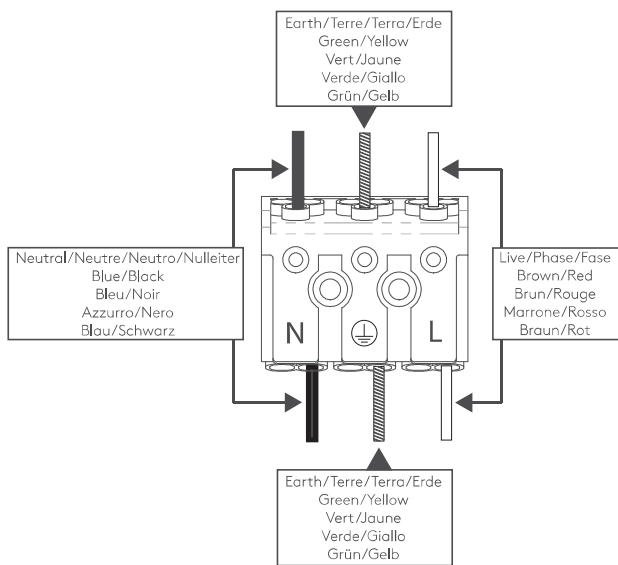 Earth/Terre/Terra/Erde
Green/Yellow
Vert/Jaune
Verde/Giallo
Grün/Gelb
Neutral/Neutre/Neutro/Nulleiter
Blue/Black
Bleu/Noir
Azzurro/Nero
Blau/Schwarz
Live/Phase/Fase
Brown/Red
Brun/Rouge
Marrone/Rosso
Braun/Rot
N
L
Earth/Terre/Terra/Erde
Green/Yellow
Vert/Jaune
Verde/Giallo
Grün/Gelb